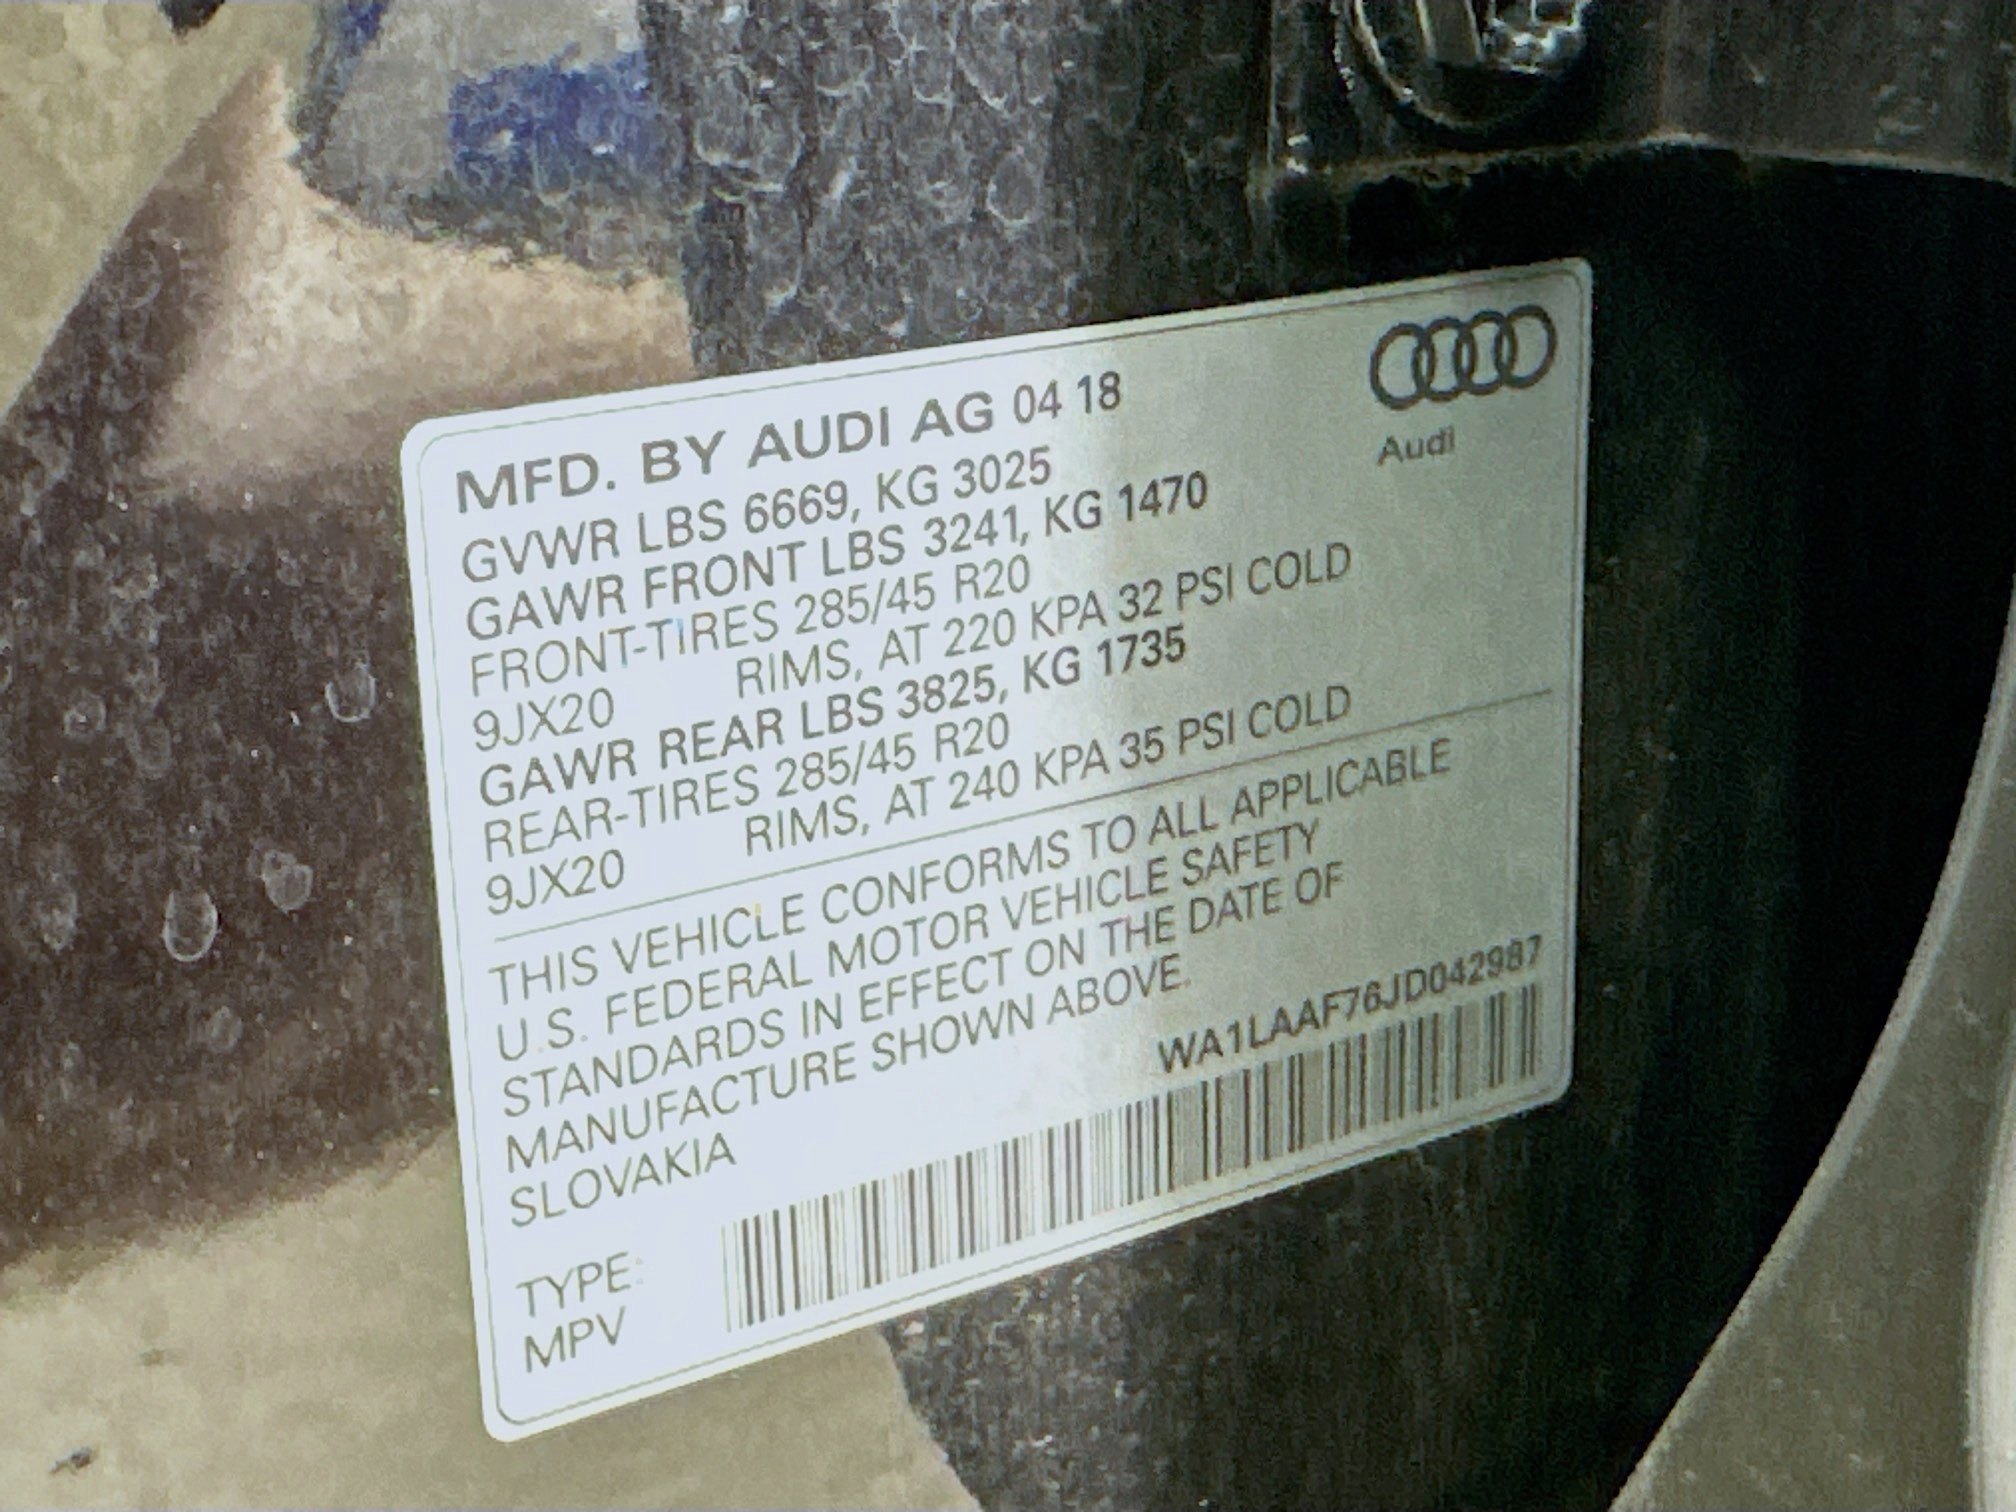 MFD. BY AUDI AG 04 18
GVWR LBS 6669, KG 3025
GAWR FRONT LBS 3241, KG 1470
FRONT-TIRES 285/45 R20
9JX20 RIMS, AT 220 KPA 32 PSI COLD
GAWR REAR LBS 3825, KG 1735
REAR-TIRES 285/45 R20
9JX20 RIMS, AT 240 KPA 35 PSI COLD
Audi
THIS VEHICLE CONFORMS TO ALL APPLICABLE
U.S. FEDERAL MOTOR VEHICLE SAFETY
STANDARDS IN EFFECT ON THE DATE OF
MANUFACTURE SHOWN ABOVE.
SLOVAKIA
WA1LAAF76JD042987
TYPE:
MPV